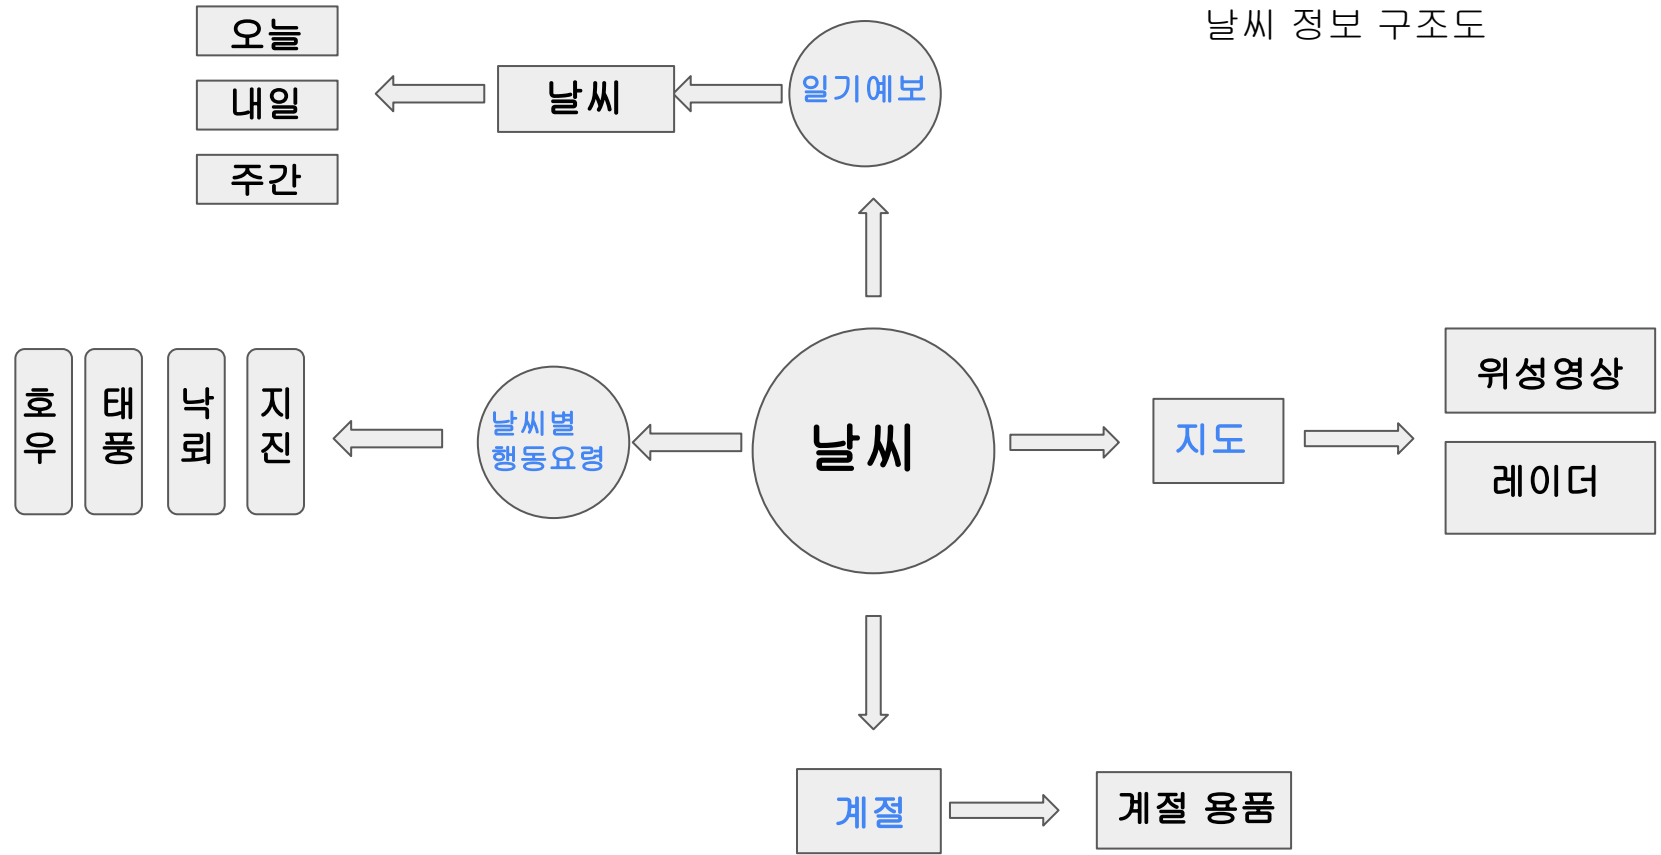 날씨 정보 구조도
오늘
내일
주간
날씨
일기예보
호우
태풍
낙뢰
지진
날씨별
행동요령
날씨
지도
위성영상
레이더
계절
계절 용품